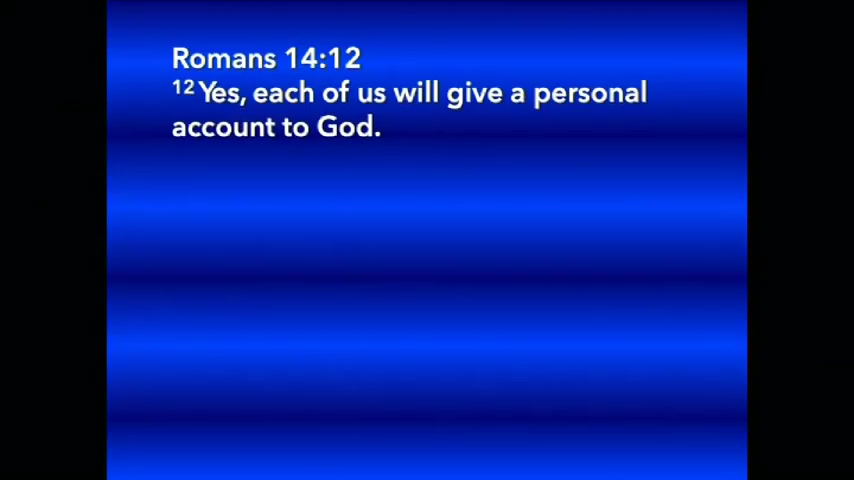 Romans 14:12
12 Yes, each of us will give a personal
account to God.